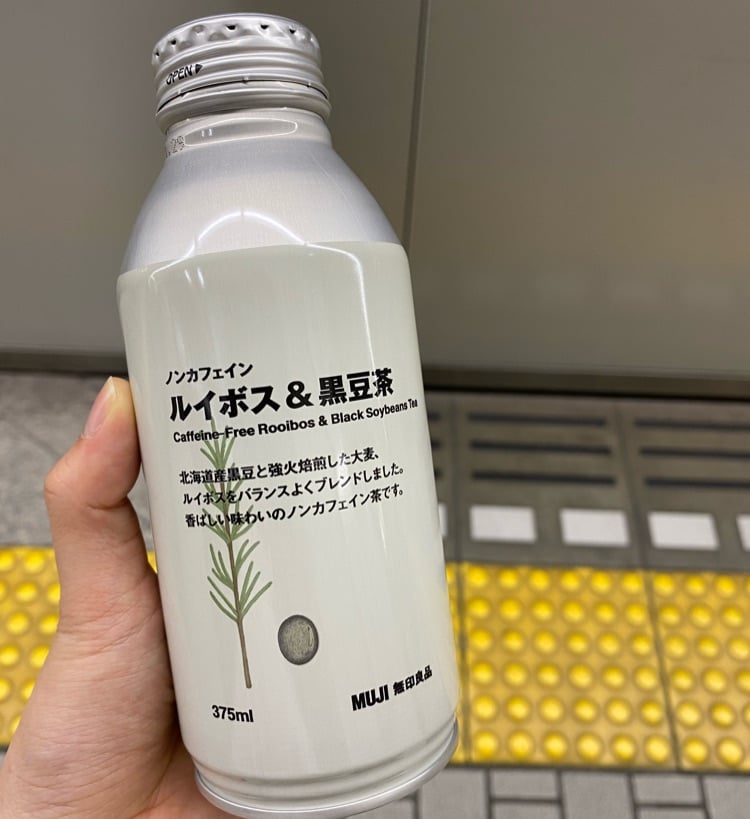 OPEN
ノンカフェイン
ルイボス&黒豆茶
Caffeine-Free Rooibos & Black Soybeans Tea
北海道産黒豆と強火焙煎した大麦、
ルイボスをバランスよくブレンドしました。
香ばしい味わいのノンカフェイン茶です。
375ml
MUJI 無印良品